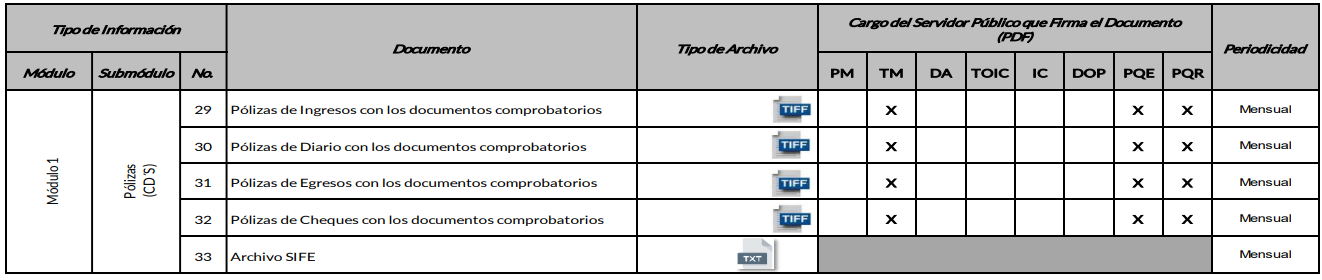 Tipo de Información
Documento
Tipo de Archivo
Cargo del Servidor Público que Firma el Documento
(PDF)
Periodicidad
Módulo Submódulo No. PM TM DA TOIC IC DOP PQE PQR
Módulo 1
Pólizas
(CD´S)
29 Pólizas de Ingresos con los documentos comprobatorios TIFF X X X Mensual
30 Pólizas de Diario con los documentos comprobatorios TIFF X X X Mensual
31 Pólizas de Egresos con los documentos comprobatorios TIFF X X X Mensual
32 Pólizas de Cheques con los documentos comprobatorios TIFF X X X Mensual
33 Archivo SIFE TXT Mensual